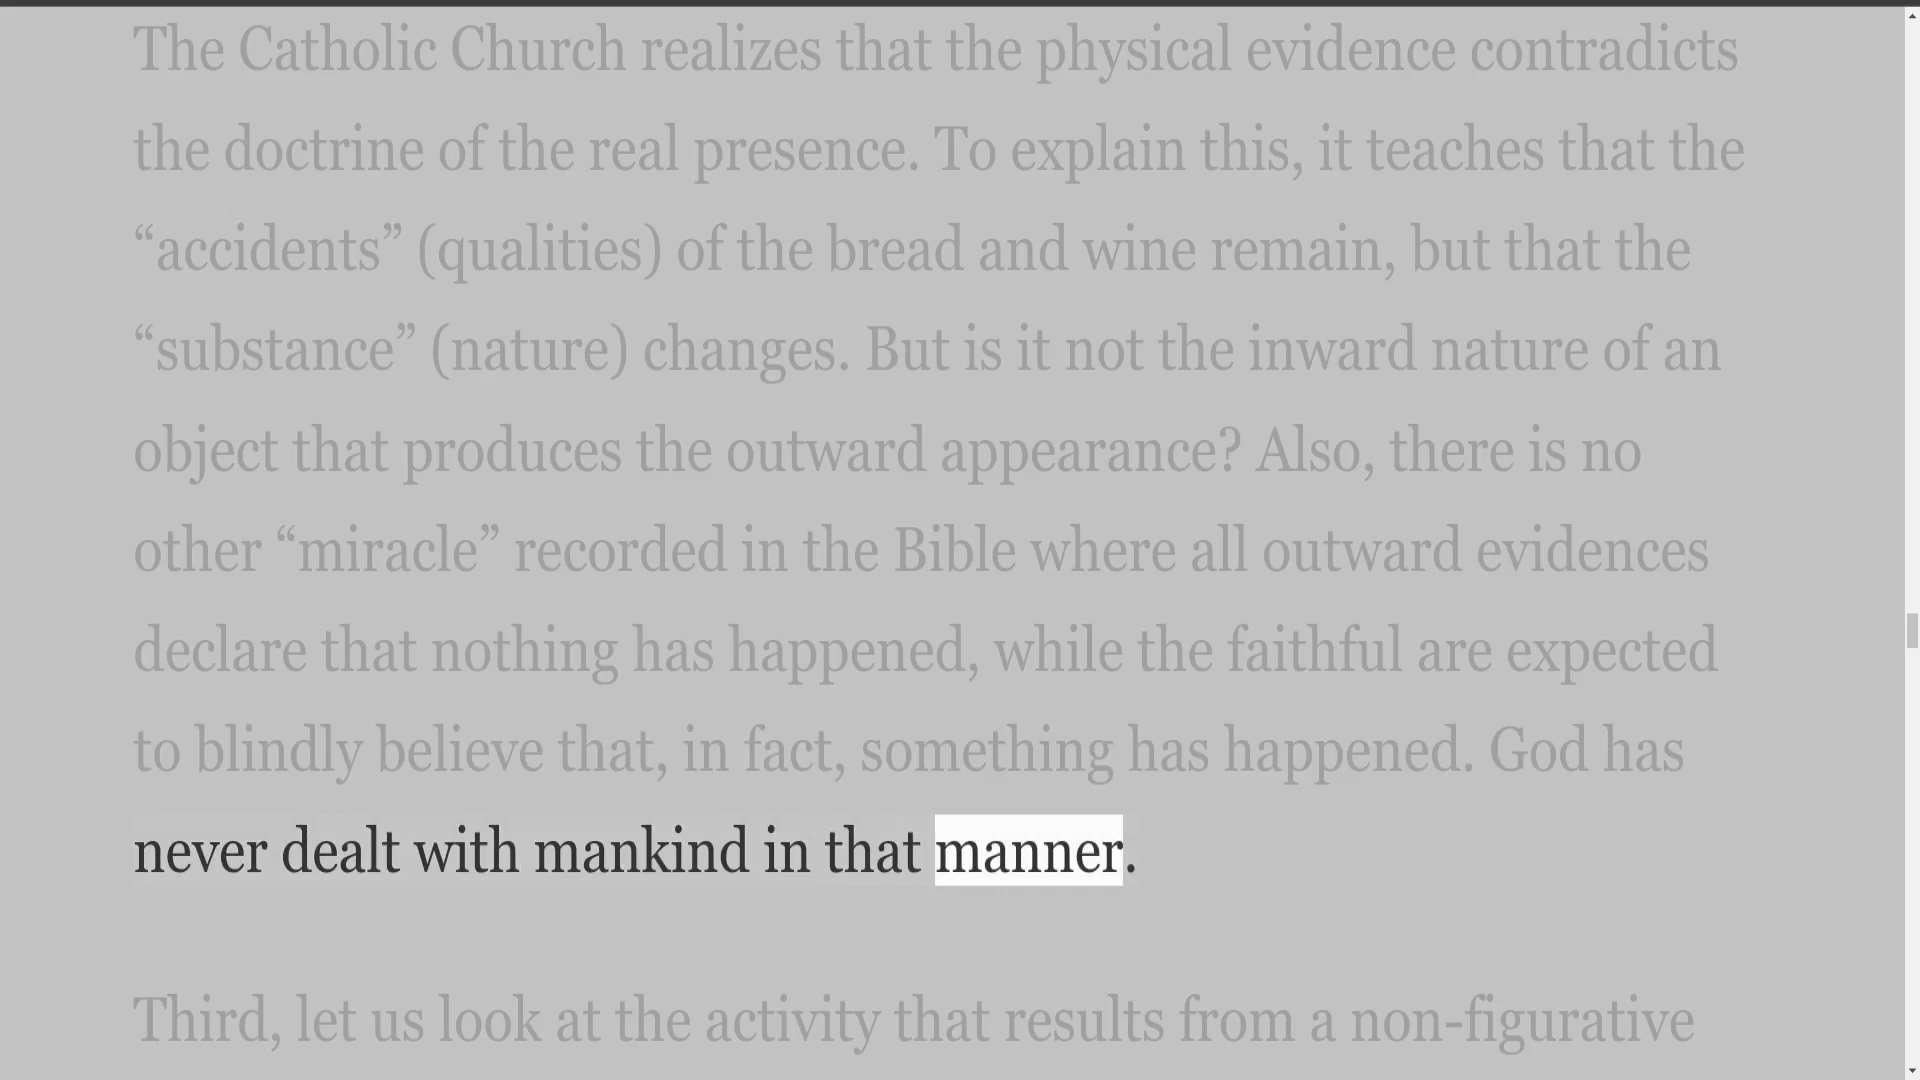 The Catholic Church realizes that the physical evidence contradicts
the doctrine of the real presence. To explain this, it teaches that the
“accidents” (qualities) of the bread and wine remain, but that the
“substance” (nature) changes. But is it not the inward nature of an
object that produces the outward appearance? Also, there is no
other “miracle” recorded in the Bible where all outward evidences
declare that nothing has happened, while the faithful are expected
to blindly believe that, in fact, something has happened. God has
never dealt with mankind in that manner.
Third, let us look at the activity that results from a non-figurative